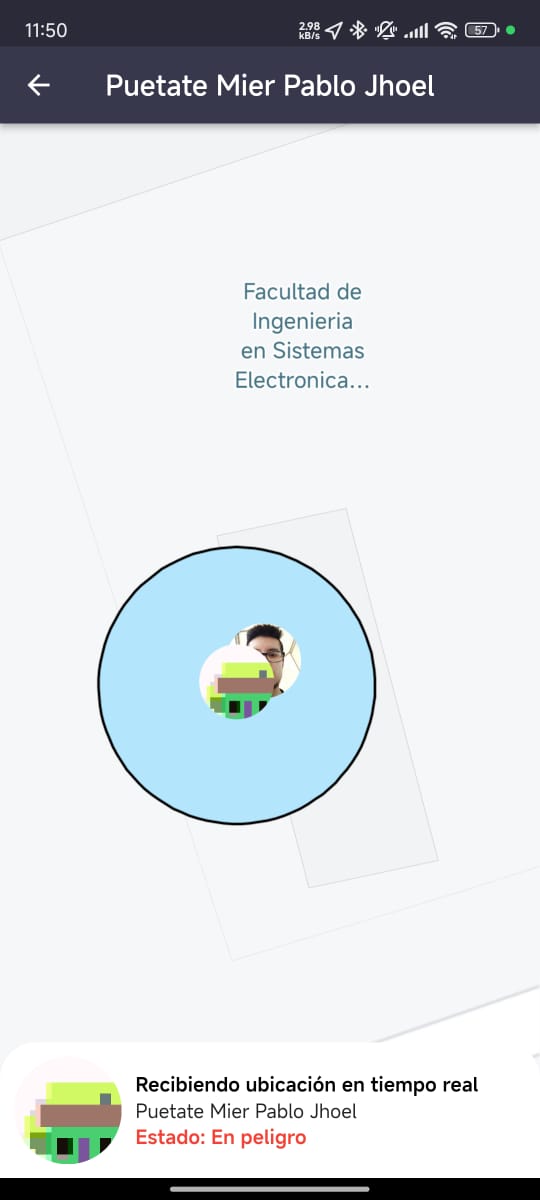 11:50
2.98
kB/s
57
Puetate Mier Pablo Jhoel
Facultad de
Ingenieria
en Sistemas
Electronica...
Recibiendo ubicación en tiempo real
Puetate Mier Pablo Jhoel
Estado: En peligro